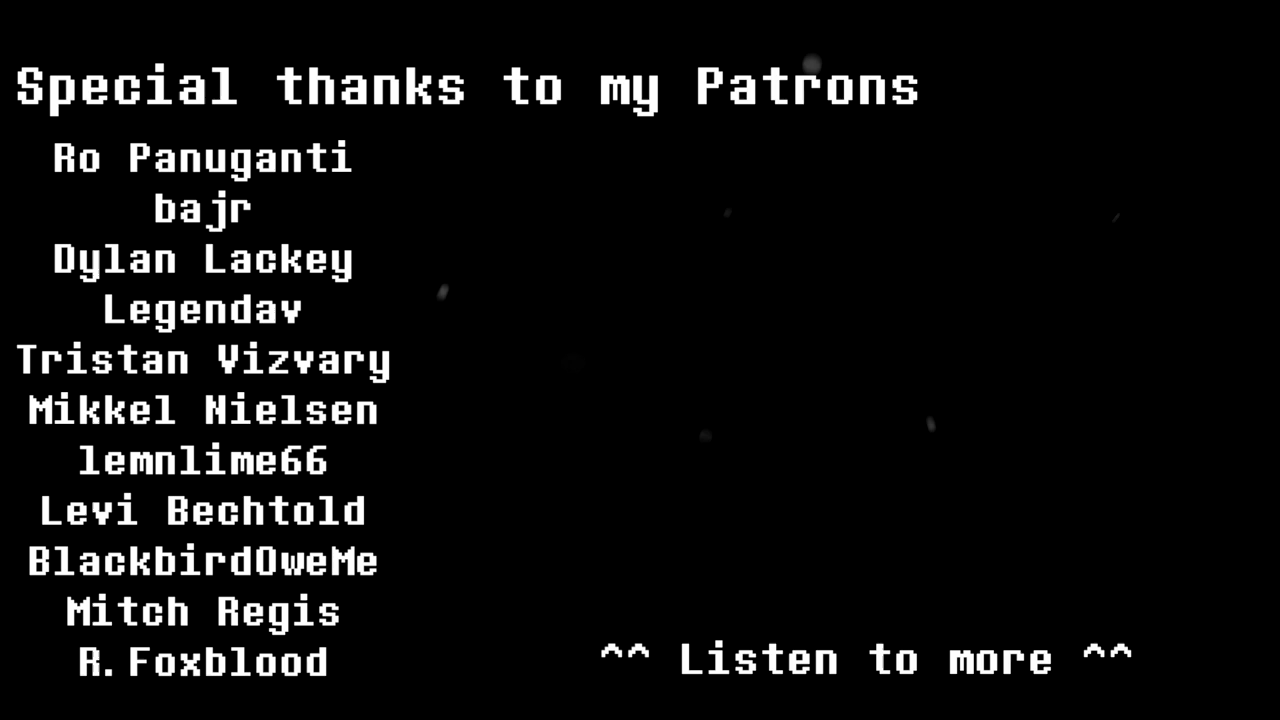 Special thanks to my Patrons
Ro Panuganti
bajr
Dylan Lackey
Legendav
Tristan Vizvary
Mikkel Nielsen
lemnlime66
Levi Bechtold
BlackbirdOweMe
Mitch Regis
R. Foxblood
^^ Listen to more ^^